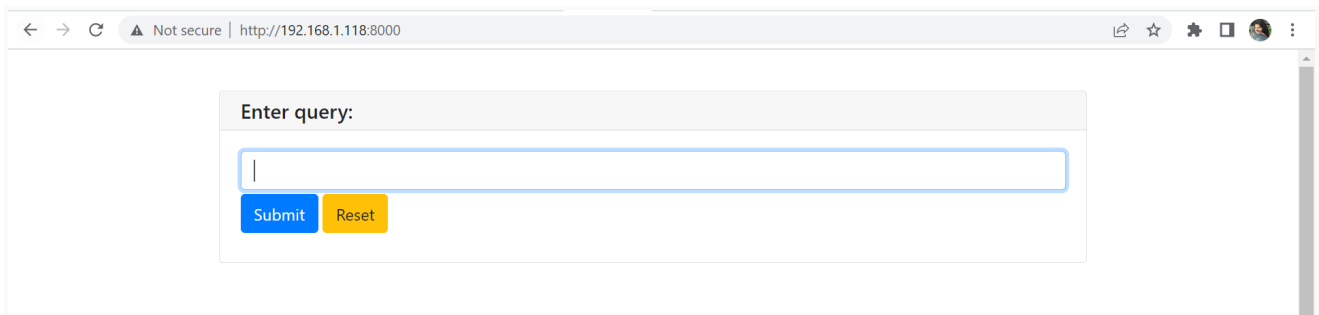 Not secure | http://192.168.1.118:8000
Enter query:
Submit Reset